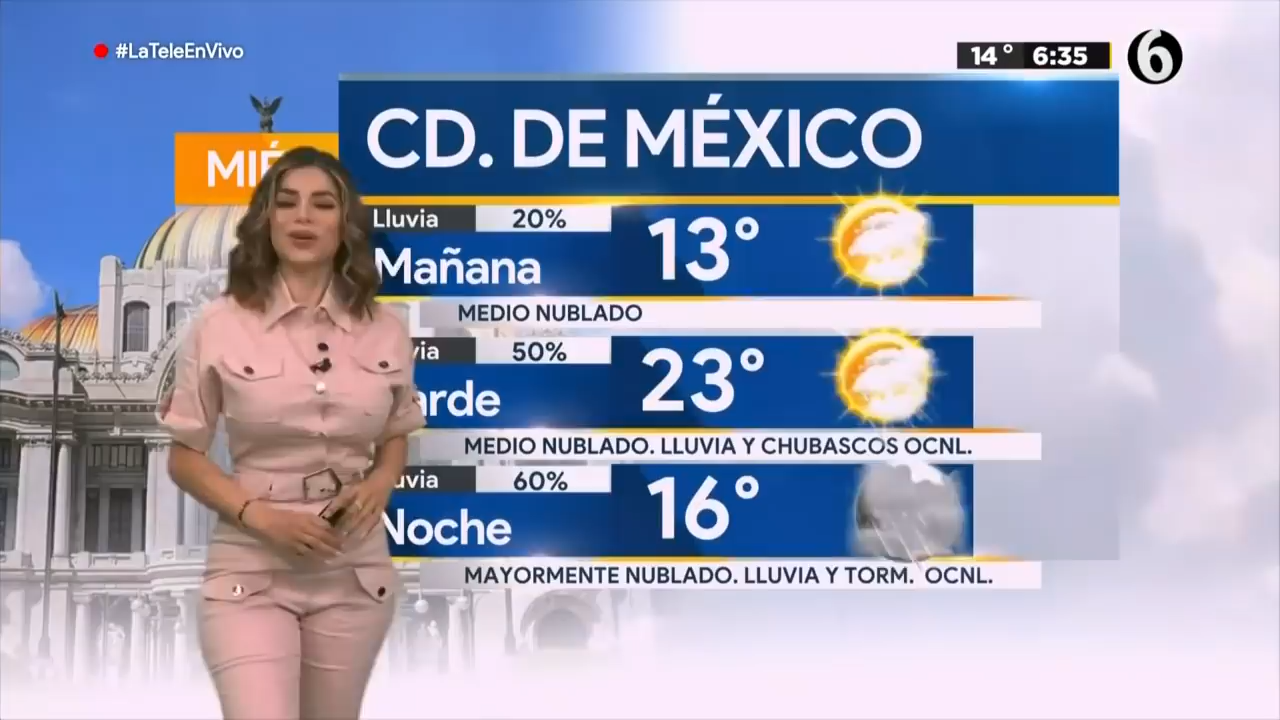 #LaTeleEnVivo
14° 6:35
6
CD. DE MÉXICO
Lluvia 20%
Mañana 13°
MEDIO NUBLADO
50%
23°
MEDIO NUBLADO. LLUVIA Y CHUBASCOS OCNL.
60%
Noche 16°
MAYORMENTE NUBLADO. LLUVIA Y TORM. OCNL.